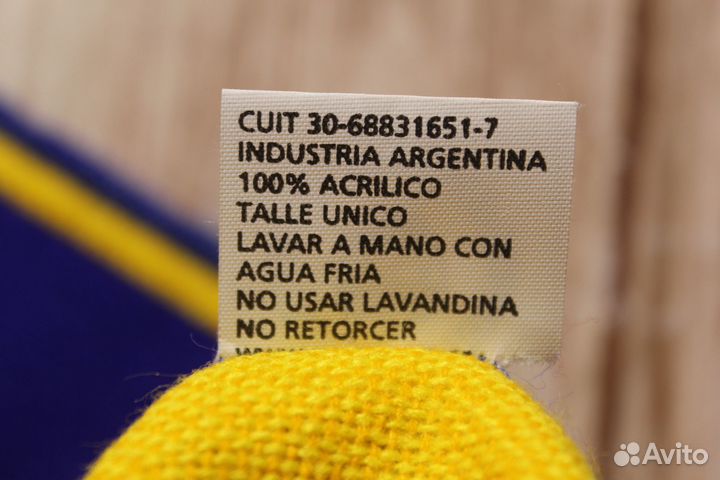 CUIT 30-68831651-7
INDUSTRIA ARGENTINA
100% ACRILICO
TALLE UNICO
LAVAR A MANO CON
AGUA FRIA
NO USAR LAVANDINA
NO RETORCER
Avito